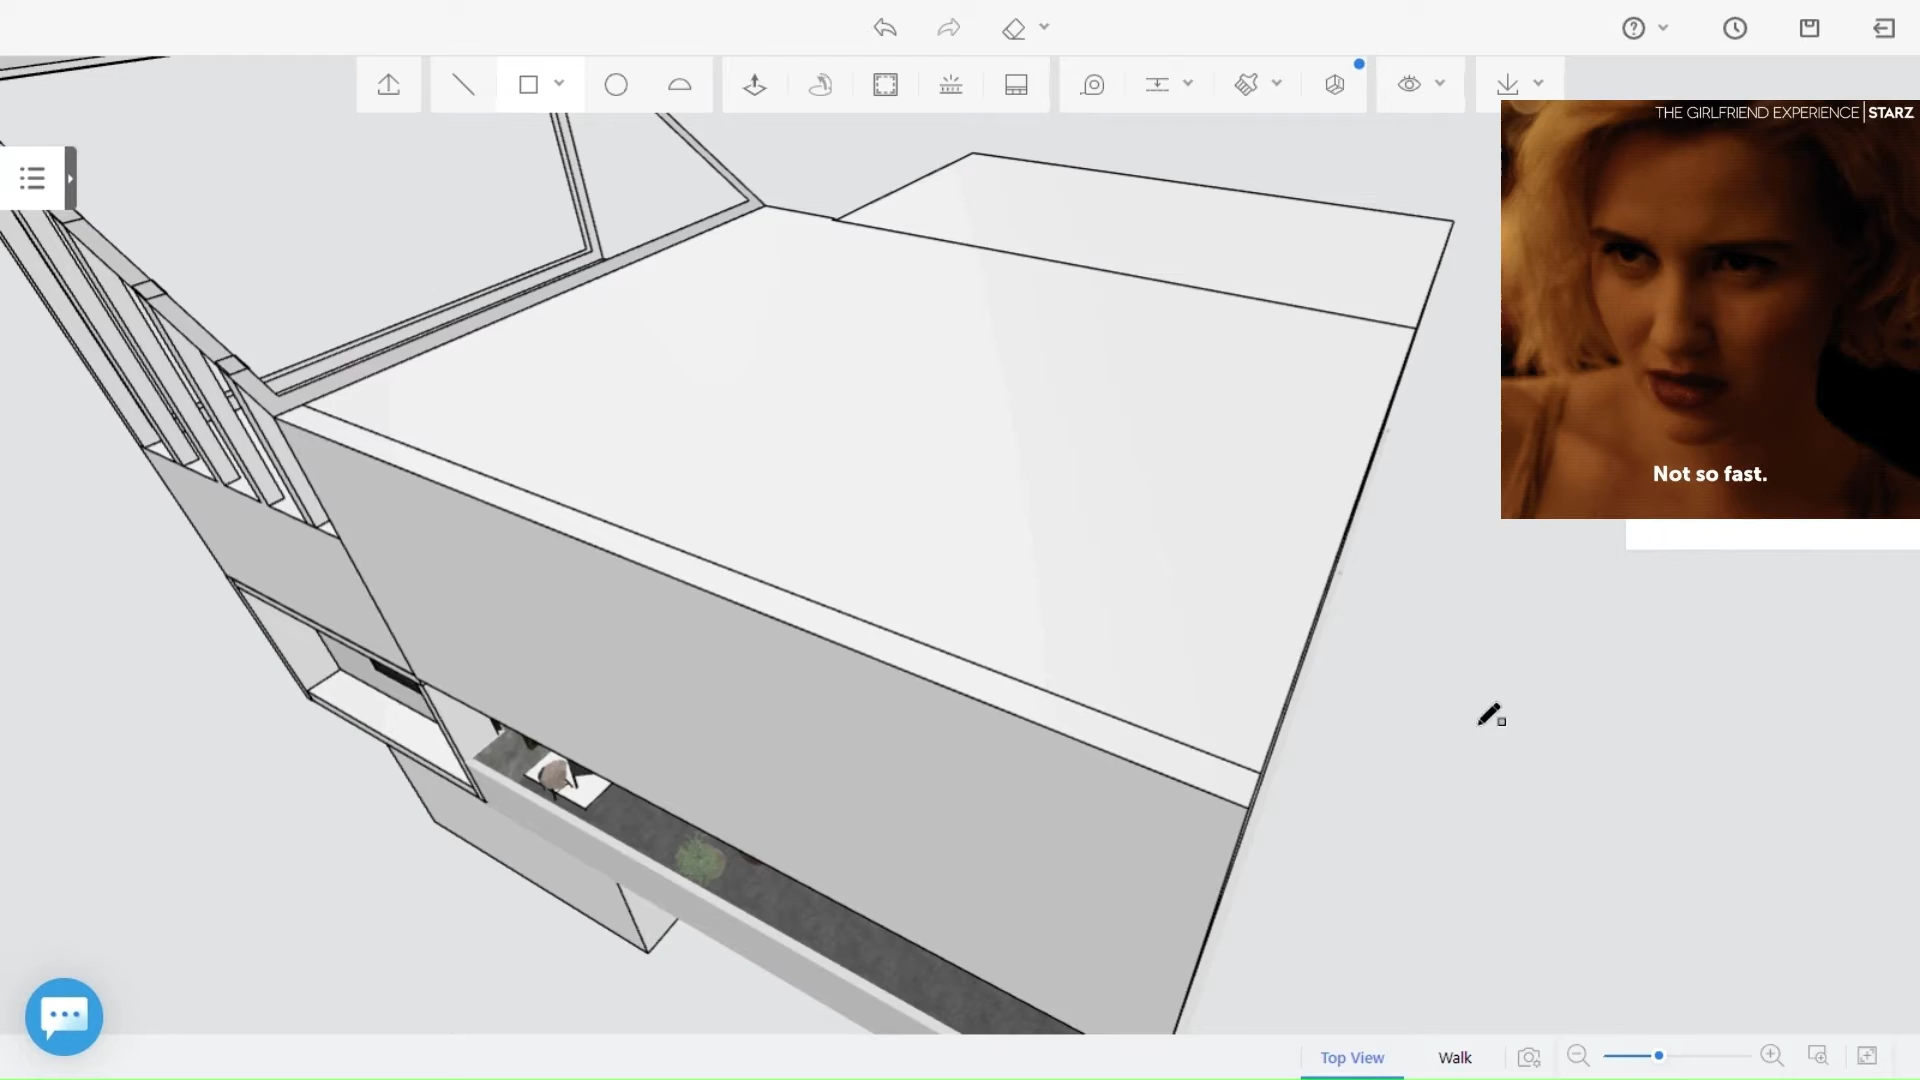 THE GIRLFRIEND EXPERIENCE | STARZ
Not so fast.
Top View
Walk